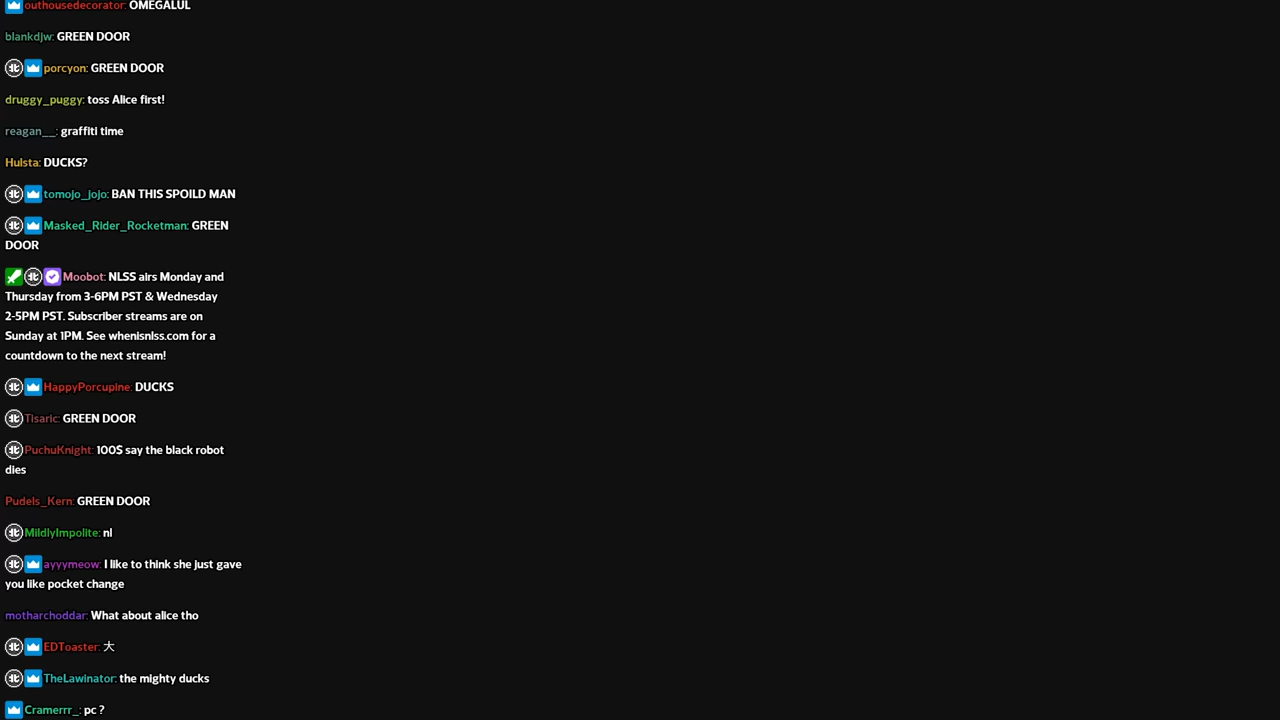 outhousedecorator: OMEGALUL
blankdjw: GREEN DOOR
porcyon: GREEN DOOR
druggy_puggy: toss Alice first!
reagan__: graffiti time
Hulsta: DUCKS?
tomojo_jojo: BAN THIS SPOILD MAN
Masked_Rider_Rocketman: GREEN
DOOR
Moobot: NLSS airs Monday and
Thursday from 3-6PM PST & Wednesday
2-5PM PST. Subscriber streams are on
Sunday at 1PM. See whenisnlss.com for a
countdown to the next stream!
HappyPorcupine: DUCKS
Tisaric: GREEN DOOR
PuchuKnight: 100$ say the black robot
dies
Pudels_Kern: GREEN DOOR
MildlyImpolite: nl
ayyymeow: I like to think she just gave
you like pocket change
motharchoddar: What about alice tho
EDToaster: 大
TheLawinator: the mighty ducks
Cramerrr_: pc ?